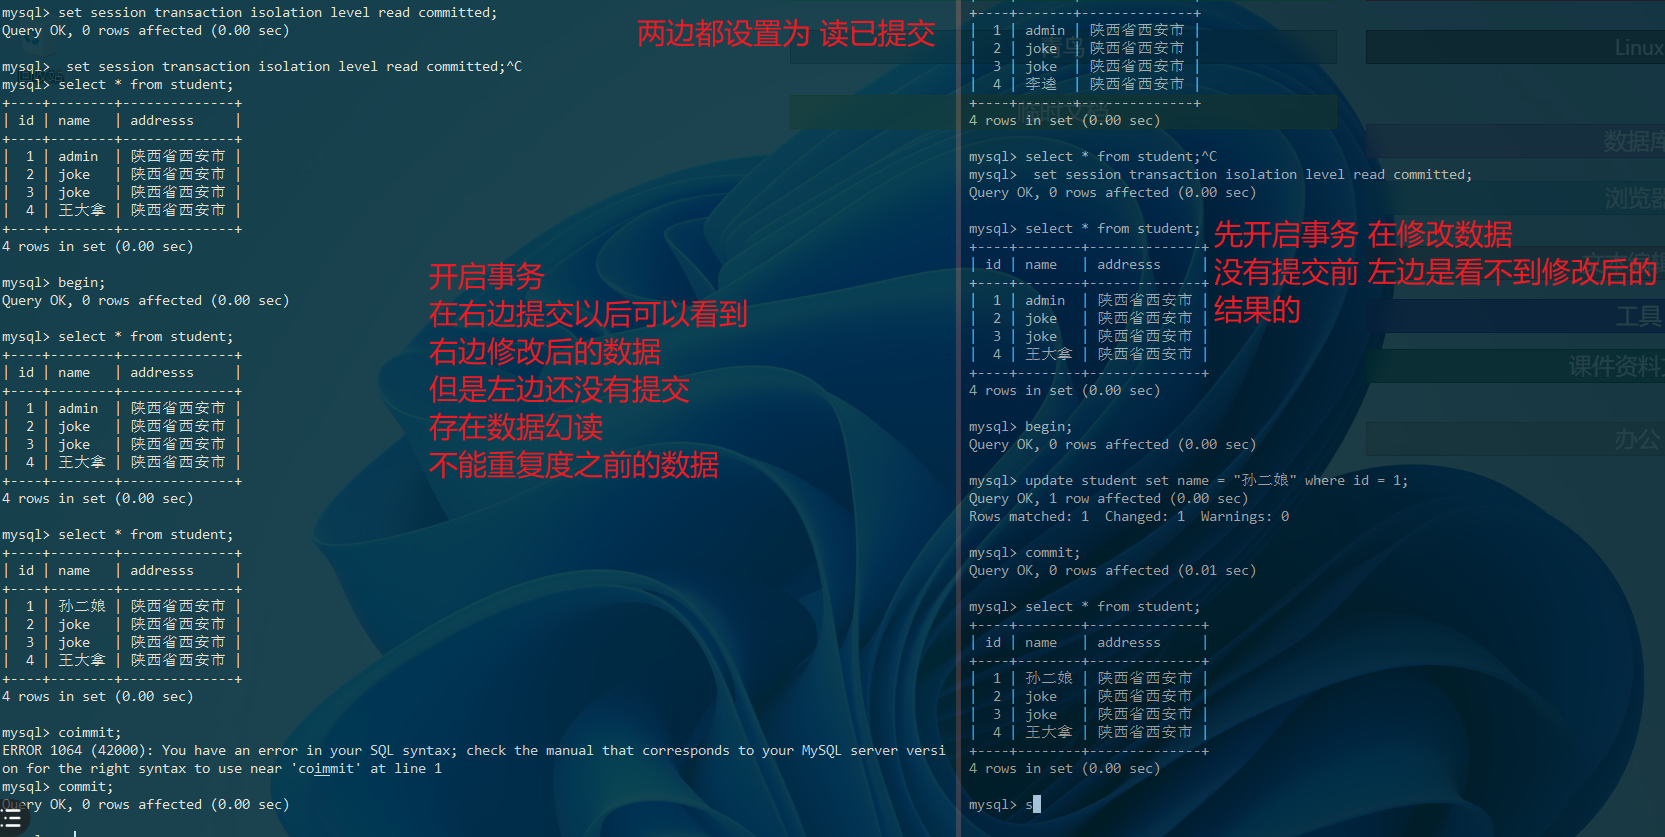 mysql> set session transaction isolation level read committed;
Query OK, 0 rows affected (0.00 sec)
mysql>  set session transaction isolation level read committed;^C
mysql> select * from student;
+----+--------+--------------+
| id | name   | addresss     |
+----+--------+--------------+
|  1 | admin  | 陕西省西安市 |
|  2 | joke   | 陕西省西安市 |
|  3 | joke   | 陕西省西安市 |
|  4 | 王大拿 | 陕西省西安市 |
+----+--------+--------------+
4 rows in set (0.00 sec)
mysql> begin;
Query OK, 0 rows affected (0.00 sec)
mysql> select * from student;
+----+--------+--------------+
| id | name   | addresss     |
+----+--------+--------------+
|  1 | admin  | 陕西省西安市 |
|  2 | joke   | 陕西省西安市 |
|  3 | joke   | 陕西省西安市 |
|  4 | 王大拿 | 陕西省西安市 |
+----+--------+--------------+
4 rows in set (0.00 sec)
mysql> select * from student;
+----+--------+--------------+
| id | name   | addresss     |
+----+--------+--------------+
|  1 | 孙二娘 | 陕西省西安市 |
|  2 | joke   | 陕西省西安市 |
|  3 | joke   | 陕西省西安市 |
|  4 | 王大拿 | 陕西省西安市 |
+----+--------+--------------+
4 rows in set (0.00 sec)
mysql> coimmit;
ERROR 1064 (42000): You have an error in your SQL syntax; check the manual that corresponds to your MySQL server versi
on for the right syntax to use near 'coimmit' at line 1
mysql> commit;
Query OK, 0 rows affected (0.00 sec)
两边都设置为 读已提交
开启事务
在右边提交以后可以看到
右边修改后的数据
但是左边还没有提交
存在数据幻读
不能重复度之前的数据
+----+--------+--------------+
|  1 | admin  | 陕西省西安市 |
|  2 | joke   | 陕西省西安市 |
|  3 | joke   | 陕西省西安市 |
|  4 | 李逵   | 陕西省西安市 |
+----+--------+--------------+
4 rows in set (0.00 sec)
mysql> select * from student;^C
mysql>  set session transaction isolation level read committed;
Query OK, 0 rows affected (0.00 sec)
mysql> select * from student;
+----+--------+--------------+
| id | name   | addresss     |
+----+--------+--------------+
|  1 | admin  | 陕西省西安市 |
|  2 | joke   | 陕西省西安市 |
|  3 | joke   | 陕西省西安市 |
|  4 | 王大拿 | 陕西省西安市 |
+----+--------+--------------+
4 rows in set (0.00 sec)
先开启事务 在修改数据
没有提交前 左边是看不到修改后的
结果的
mysql> begin;
Query OK, 0 rows affected (0.00 sec)
mysql> update student set name = "孙二娘" where id = 1;
Query OK, 1 row affected (0.00 sec)
Rows matched: 1  Changed: 1  Warnings: 0
mysql> commit;
Query OK, 0 rows affected (0.01 sec)
mysql> select * from student;
+----+--------+--------------+
| id | name   | addresss     |
+----+--------+--------------+
|  1 | 孙二娘 | 陕西省西安市 |
|  2 | joke   | 陕西省西安市 |
|  3 | joke   | 陕西省西安市 |
|  4 | 王大拿 | 陕西省西安市 |
+----+--------+--------------+
4 rows in set (0.00 sec)
mysql> s
Linux
数据库
浏览器
工具
课件资料
办公